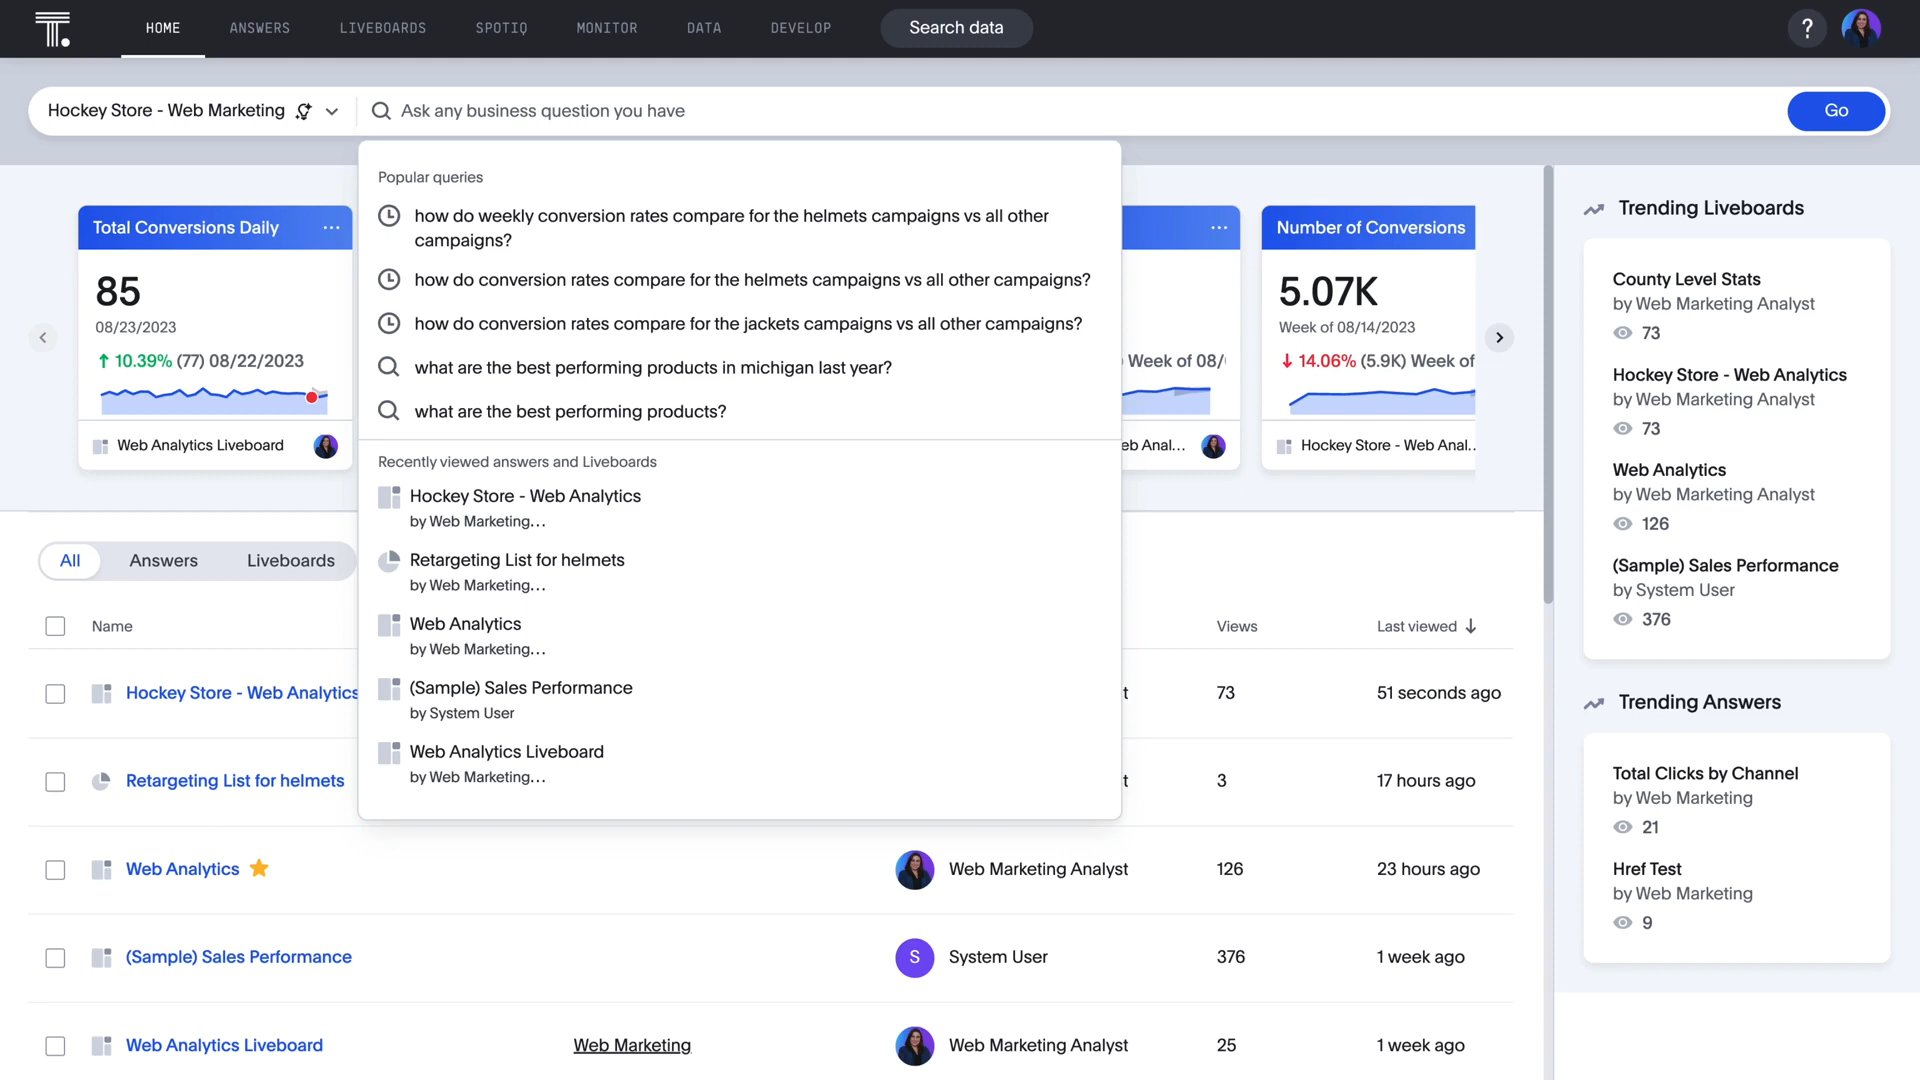 T.
HOME
ANSWERS
LIVEBOARDS
SPOTIQ
MONITOR
DATA
DEVELOP
Search data
?
Hockey Store - Web Marketing
Ask any business question you have
Go
Popular queries
how do weekly conversion rates compare for the helmets campaigns vs all other
campaigns?
how do conversion rates compare for the helmets campaigns vs all other campaigns?
how do conversion rates compare for the jackets campaigns vs all other campaigns?
what are the best performing products in michigan last year?
what are the best performing products?
Recently viewed answers and Liveboards
Hockey Store - Web Analytics
by Web Marketing...
Retargeting List for helmets
by Web Marketing...
Web Analytics
by Web Marketing...
(Sample) Sales Performance
by System User
Web Analytics Liveboard
by Web Marketing...
Total Conversions Daily
...
85
08/23/2023
↑ 10.39% (77) 08/22/2023
Web Analytics Liveboard
...
) Week of 08/
eb Anal...
Number of Conversions
5.07K
Week of 08/14/2023
↓ 14.06% (5.9K) Week of
Hockey Store - Web Anal..
All
Answers
Liveboards
Name
Views
Last viewed ↓
Hockey Store - Web Analytics
t
73
51 seconds ago
Retargeting List for helmets
t
3
17 hours ago
Web Analytics
Web Marketing Analyst
126
23 hours ago
(Sample) Sales Performance
S
System User
376
1 week ago
Web Analytics Liveboard
Web Marketing
Web Marketing Analyst
25
1 week ago
Trending Liveboards
County Level Stats
by Web Marketing Analyst
73
Hockey Store - Web Analytics
by Web Marketing Analyst
73
Web Analytics
by Web Marketing Analyst
126
(Sample) Sales Performance
by System User
376
Trending Answers
Total Clicks by Channel
by Web Marketing
21
Href Test
by Web Marketing
9